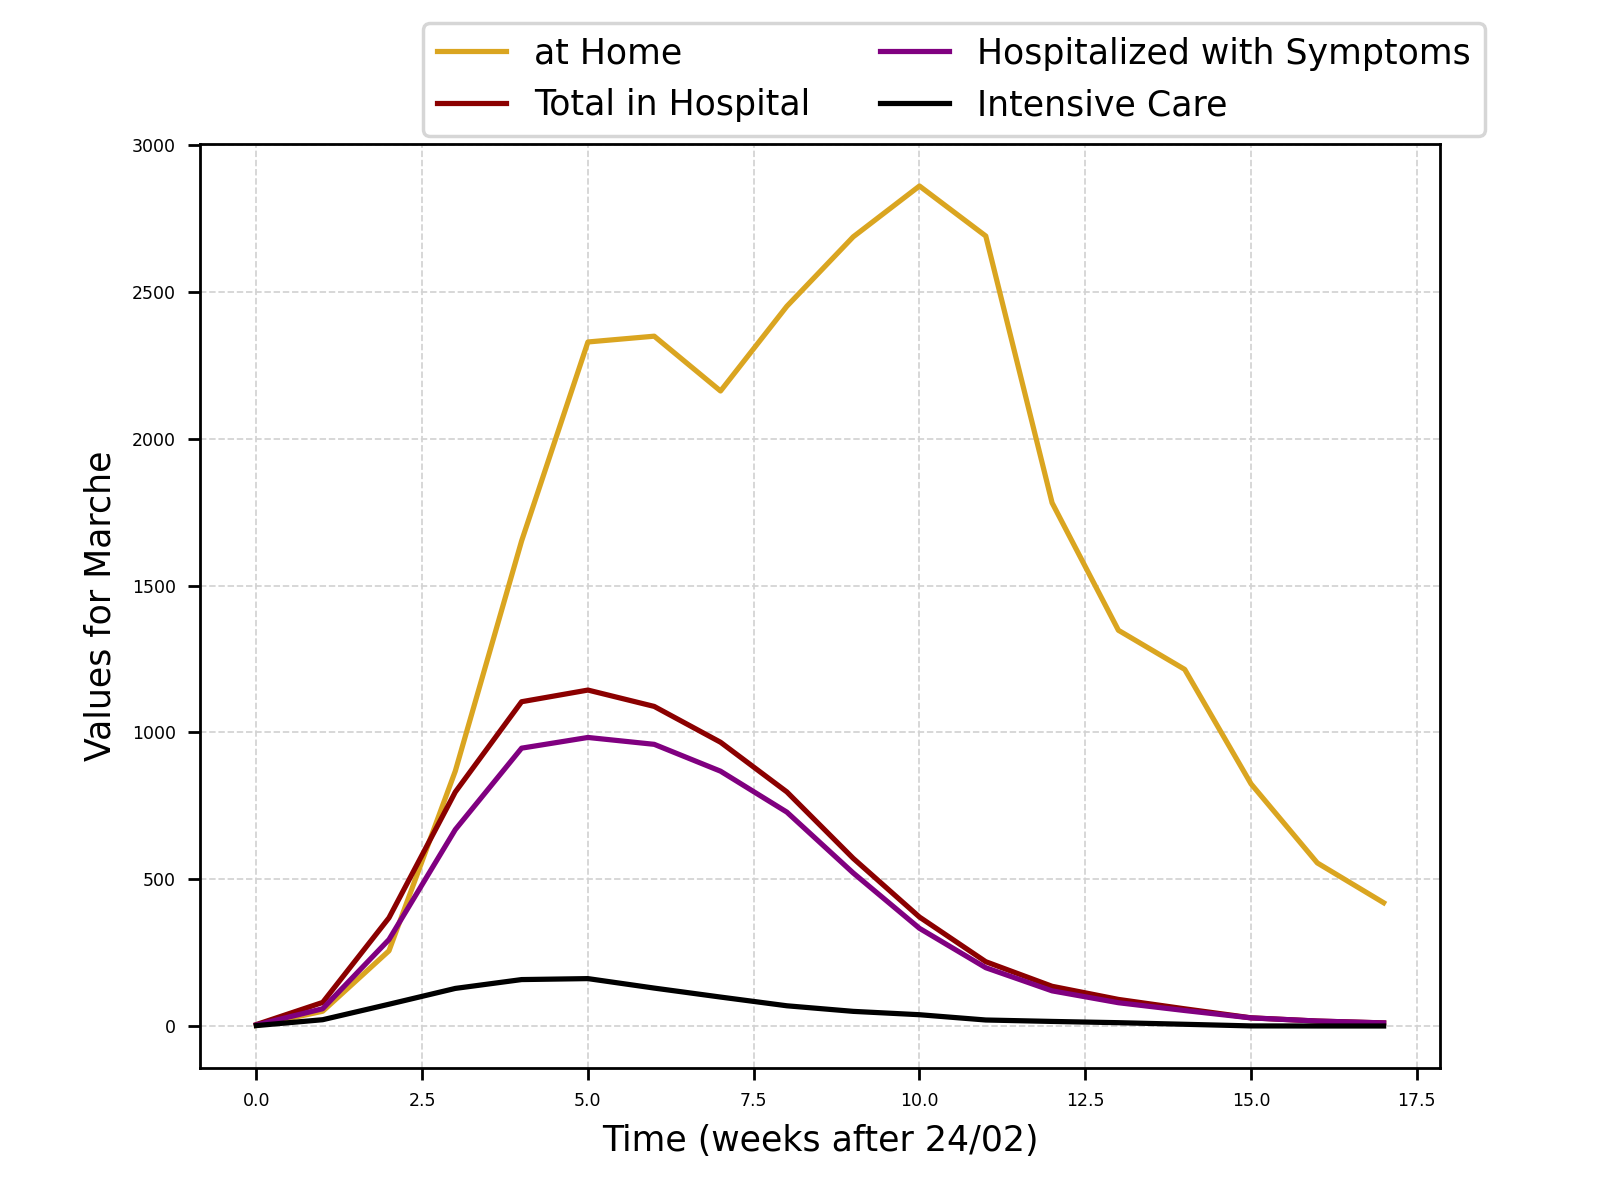 at Home
Total in Hospital
Hospitalized with Symptoms
Intensive Care
3000
2500
2000
1500
1000
500
0
Values for Marche
0.0 2.5 5.0 7.5 10.0 12.5 15.0 17.5
Time (weeks after 24/02)